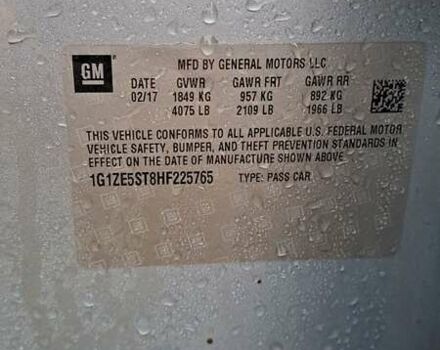 GM
MFD BY GENERAL MOTORS LLC
DATE GVWR GAWR FRT GAWR RR
02/17 1849 KG 957 KG 892 KG
4075 LB 2109 LB 1966 LB
THIS VEHICLE CONFORMS TO ALL APPLICABLE U.S. FEDERAL MOTOR
VEHICLE SAFETY, BUMPER, AND THEFT PREVENTION STANDARDS IN
EFFECT ON THE DATE OF MANUFACTURE SHOWN ABOVE
1G1ZE5ST8HF225765 TYPE: PASS CAR